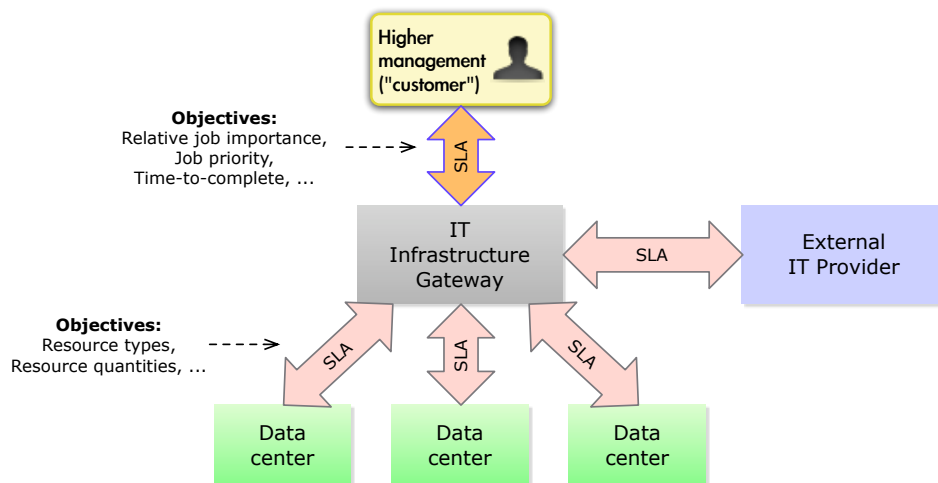 Higher
management
("customer")
Objectives:
Relative job importance,
Job priority,
Time-to-complete, ...
SLA
IT
Infrastructure
Gateway
SLA
External
IT Provider
Objectives:
Resource types,
Resource quantities, ...
SLA
SLA
SLA
Data
center
Data
center
Data
center